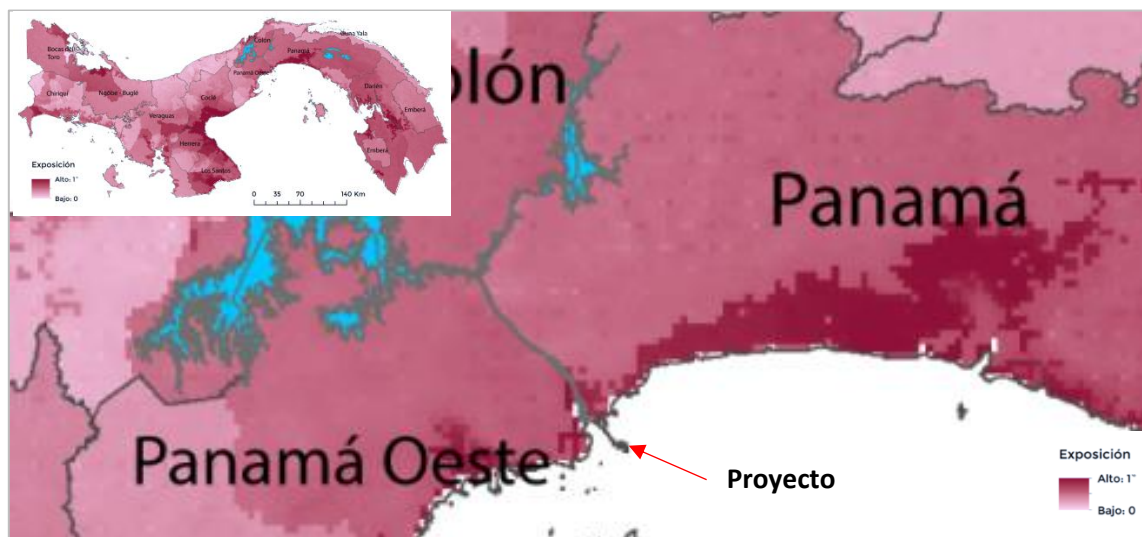 Bocas del
Toro
Chiriquí
Ngäbe - Buglé
Veraguas
Herrera
Los Santos
Coclé
Colón
Panamá Oeste
Panamá
Guna Yala
Darién
Emberá
Emberá
Exposición
Alto: 1
Bajo: 0
0 35 70 140 Km
olón
Panamá
Panamá Oeste
Proyecto
Exposición
Alto: 1
Bajo: 0